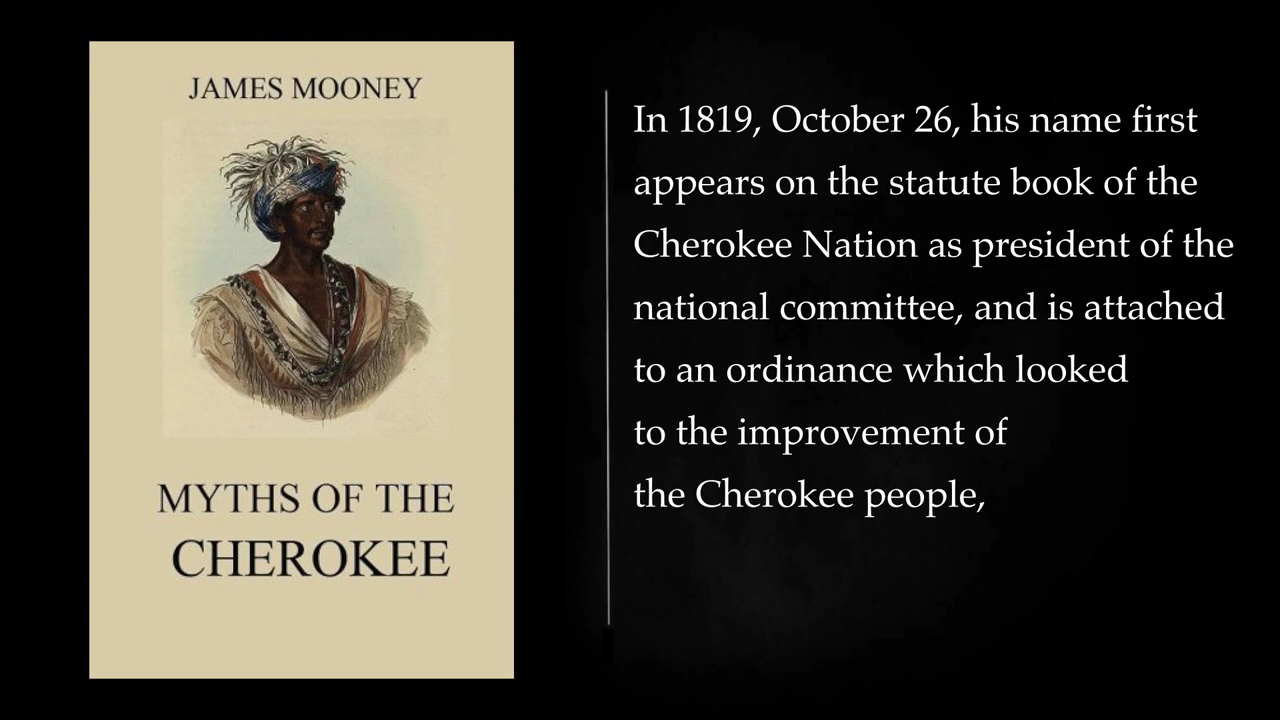 JAMES MOONEY
MYTHS OF THE
CHEROKEE
In 1819, October 26, his name first
appears on the statute book of the
Cherokee Nation as president of the
national committee, and is attached
to an ordinance which looked
to the improvement of
the Cherokee people,